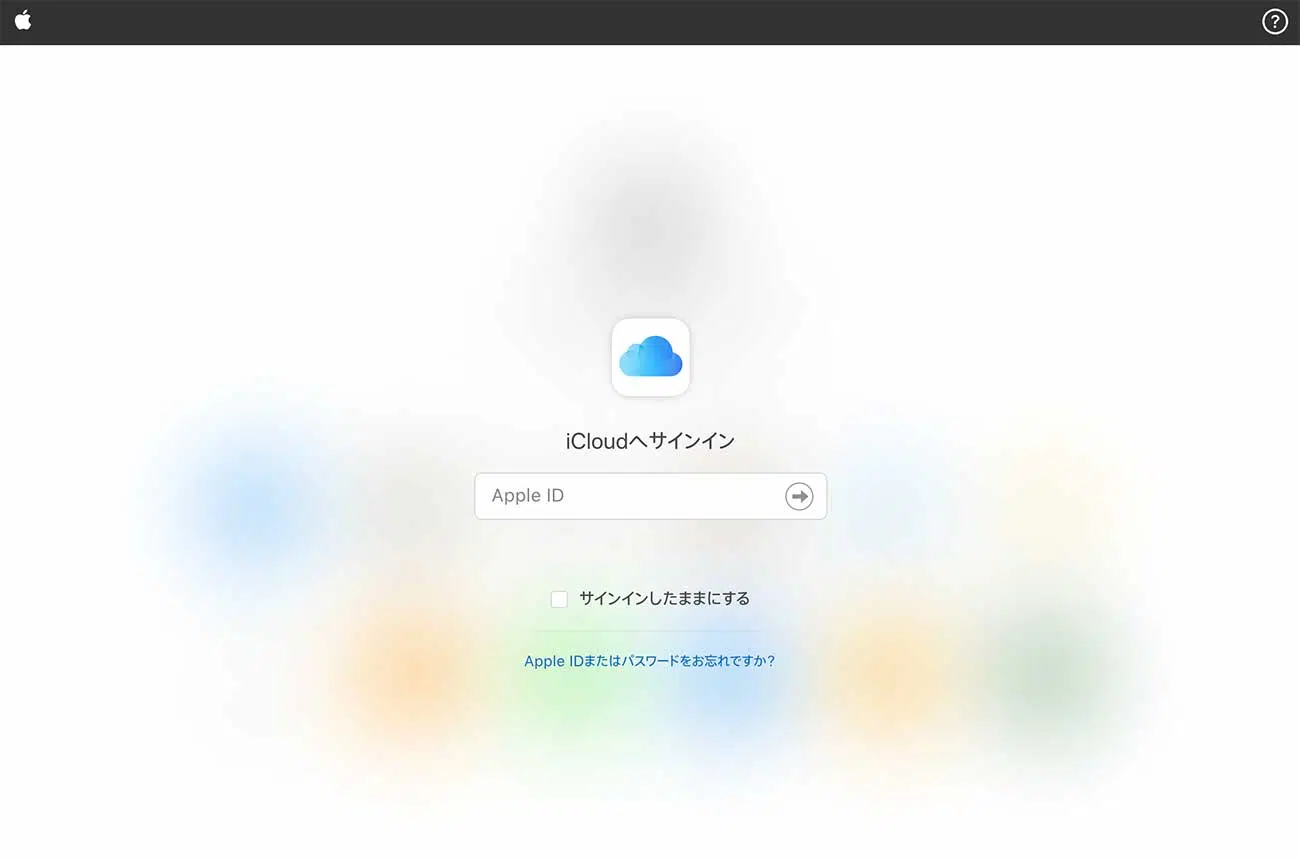 ?
iCloudへサインイン
Apple ID
サインインしたままにする
Apple IDまたはパスワードをお忘れですか?